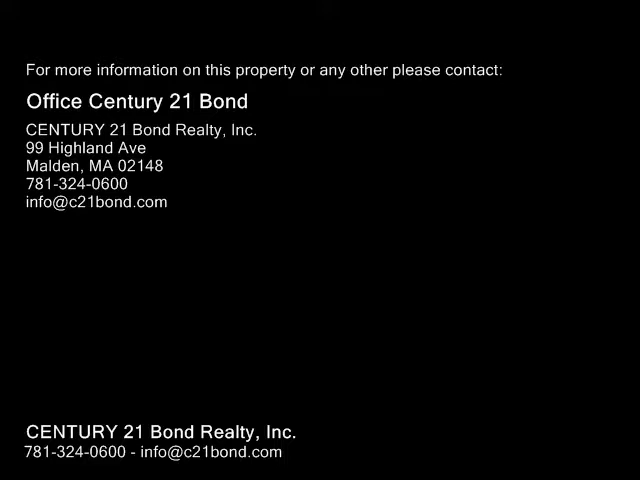 For more information on this property or any other please contact:
Office Century 21 Bond
CENTURY 21 Bond Realty, Inc.
99 Highland Ave
Malden, MA 02148
781-324-0600
info@c21bond.com
CENTURY 21 Bond Realty, Inc.
781-324-0600 - info@c21bond.com